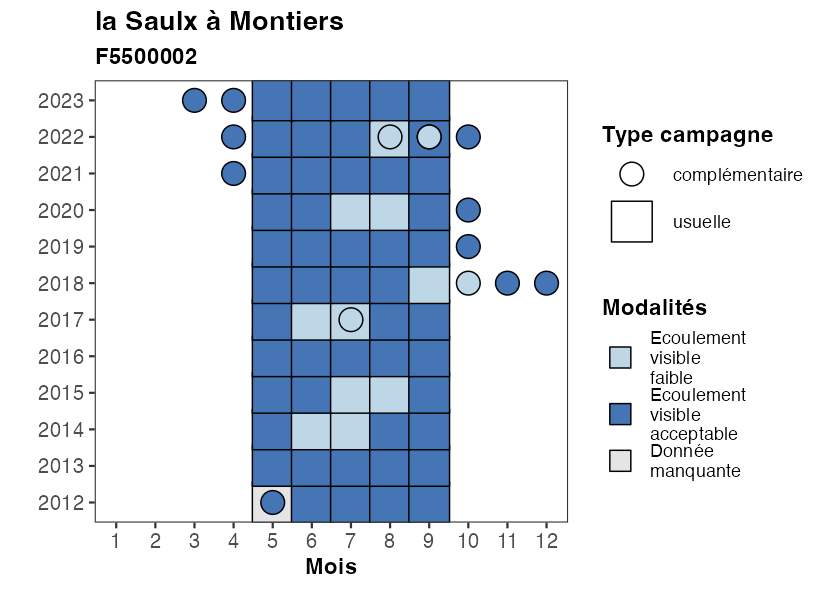 la Saulx à Montiers
F5500002
2023
2022
2021
2020
2019
2018
2017
2016
2015
2014
2013
2012
1 2 3 4 5 6 7 8 9 10 11 12
Mois
Type campagne
complémentaire
usuelle
Modalités
Ecoulement
visible
faible
Ecoulement
visible
acceptable
Donnée
manquante